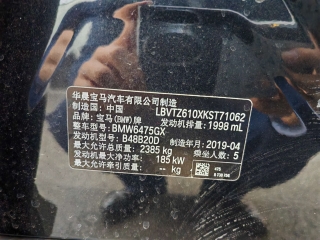 华晨宝马汽车有限公司制造
制造国: 中国 LBVTZ610XKST71062
品牌: 宝马(BMW)牌 发动机排量: 1998 mL
整车型号: BMW6475GX
发动机型号: B48B20D 制造年月: 2019-04
最大允许总质量: 2385 kg 乘坐人数: 5
发动机最大净功率: 185 kW
最大允许牵引质量: -- kg